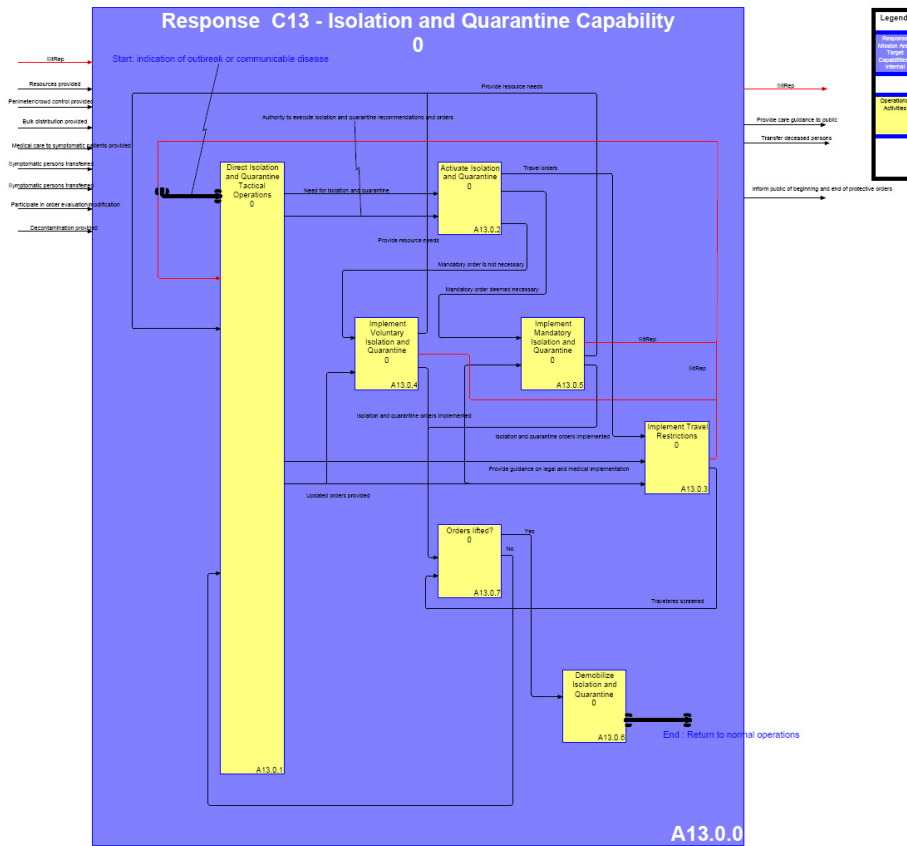 Response C13 - Isolation and Quarantine Capability
0
Legend
Response
Mission Area
Target
Capabilities
Internal
Operational
Activities
Start: indication of outbreak or communicable disease
SitRep
Resources provided
Perimeter/crowd control provided
Bulk distribution provided
Medical care to symptomatic patients provided
Symptomatic persons transferred
Symptomatic persons transferred
Participate in order evaluation/modification
Decontamination provided
SitRep
Provide care guidance to public
Transfer deceased persons
Inform public of beginning and end of protective orders
Provide resource needs
Authority to execute isolation and quarantine recommendations and orders
Direct Isolation
and Quarantine
Tactical
Operations
0
A13.0.1
Need for isolation and quarantine
Activate Isolation
and Quarantine
0
A13.0.2
Travel orders
Provide resource needs
Mandatory order is not necessary
Mandatory order deemed necessary
Implement
Voluntary
Isolation and
Quarantine
0
A13.0.4
Implement
Mandatory
Isolation and
Quarantine
0
A13.0.5
SitRep
SitRep
Isolation and quarantine orders implemented
Isolation and quarantine orders implemented
Implement Travel
Restrictions
0
A13.0.3
Provide guidance on legal and medical implementation
Updated orders provided
Orders lifted?
0
A13.0.7
Yes
No
Traveleres screened
Demobilize
Isolation and
Quarantine
0
A13.0.6
End : Return to normal operations
A13.0.0